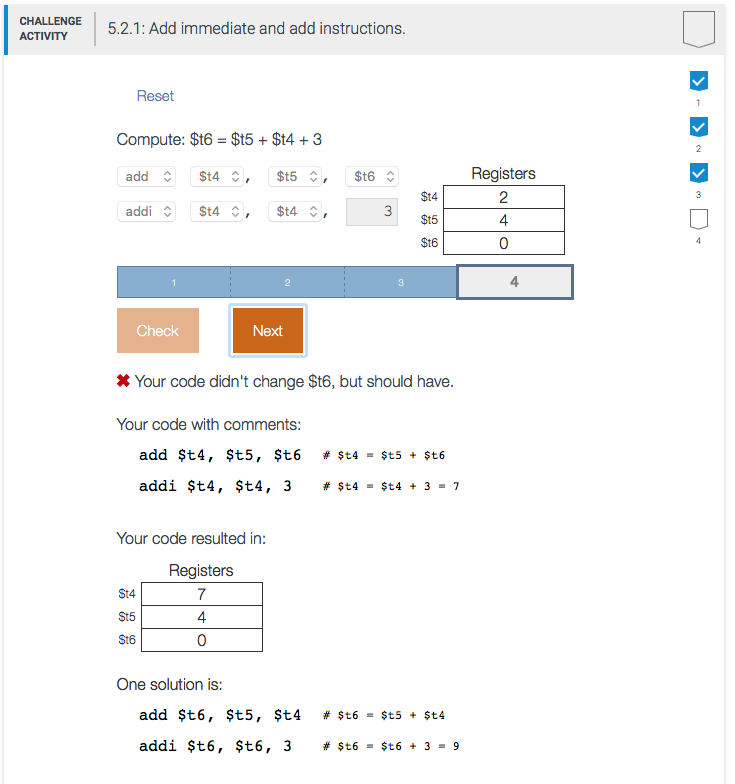 CHALLENGE ACTIVITY
5.2.1: Add immediate and add instructions.
1
2
3
4
Reset
Compute: $t6 = $t5 + $t4 + 3
add $t4 , $t5 , $t6
addi $t4 , $t4 , 3
Registers
$t4 2
$t5 4
$t6 0
1 2 3 4
Check Next
✖ Your code didn't change $t6, but should have.
Your code with comments:
add $t4, $t5, $t6 # $t4 = $t5 + $t6
addi $t4, $t4, 3 # $t4 = $t4 + 3 = 7
Your code resulted in:
Registers
$t4 7
$t5 4
$t6 0
One solution is:
add $t6, $t5, $t4 # $t6 = $t5 + $t4
addi $t6, $t6, 3 # $t6 = $t6 + 3 = 9